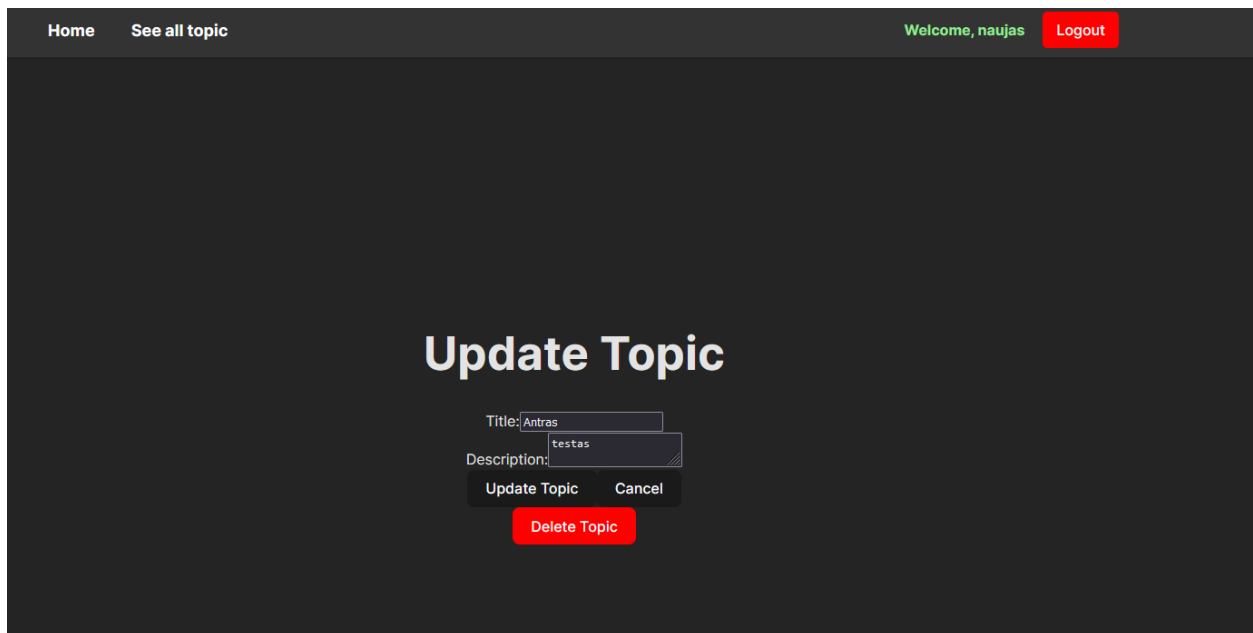 Home See all topic Welcome, naujas Logout
Update Topic
Title: Antras
Description: testas
Update Topic Cancel
Delete Topic